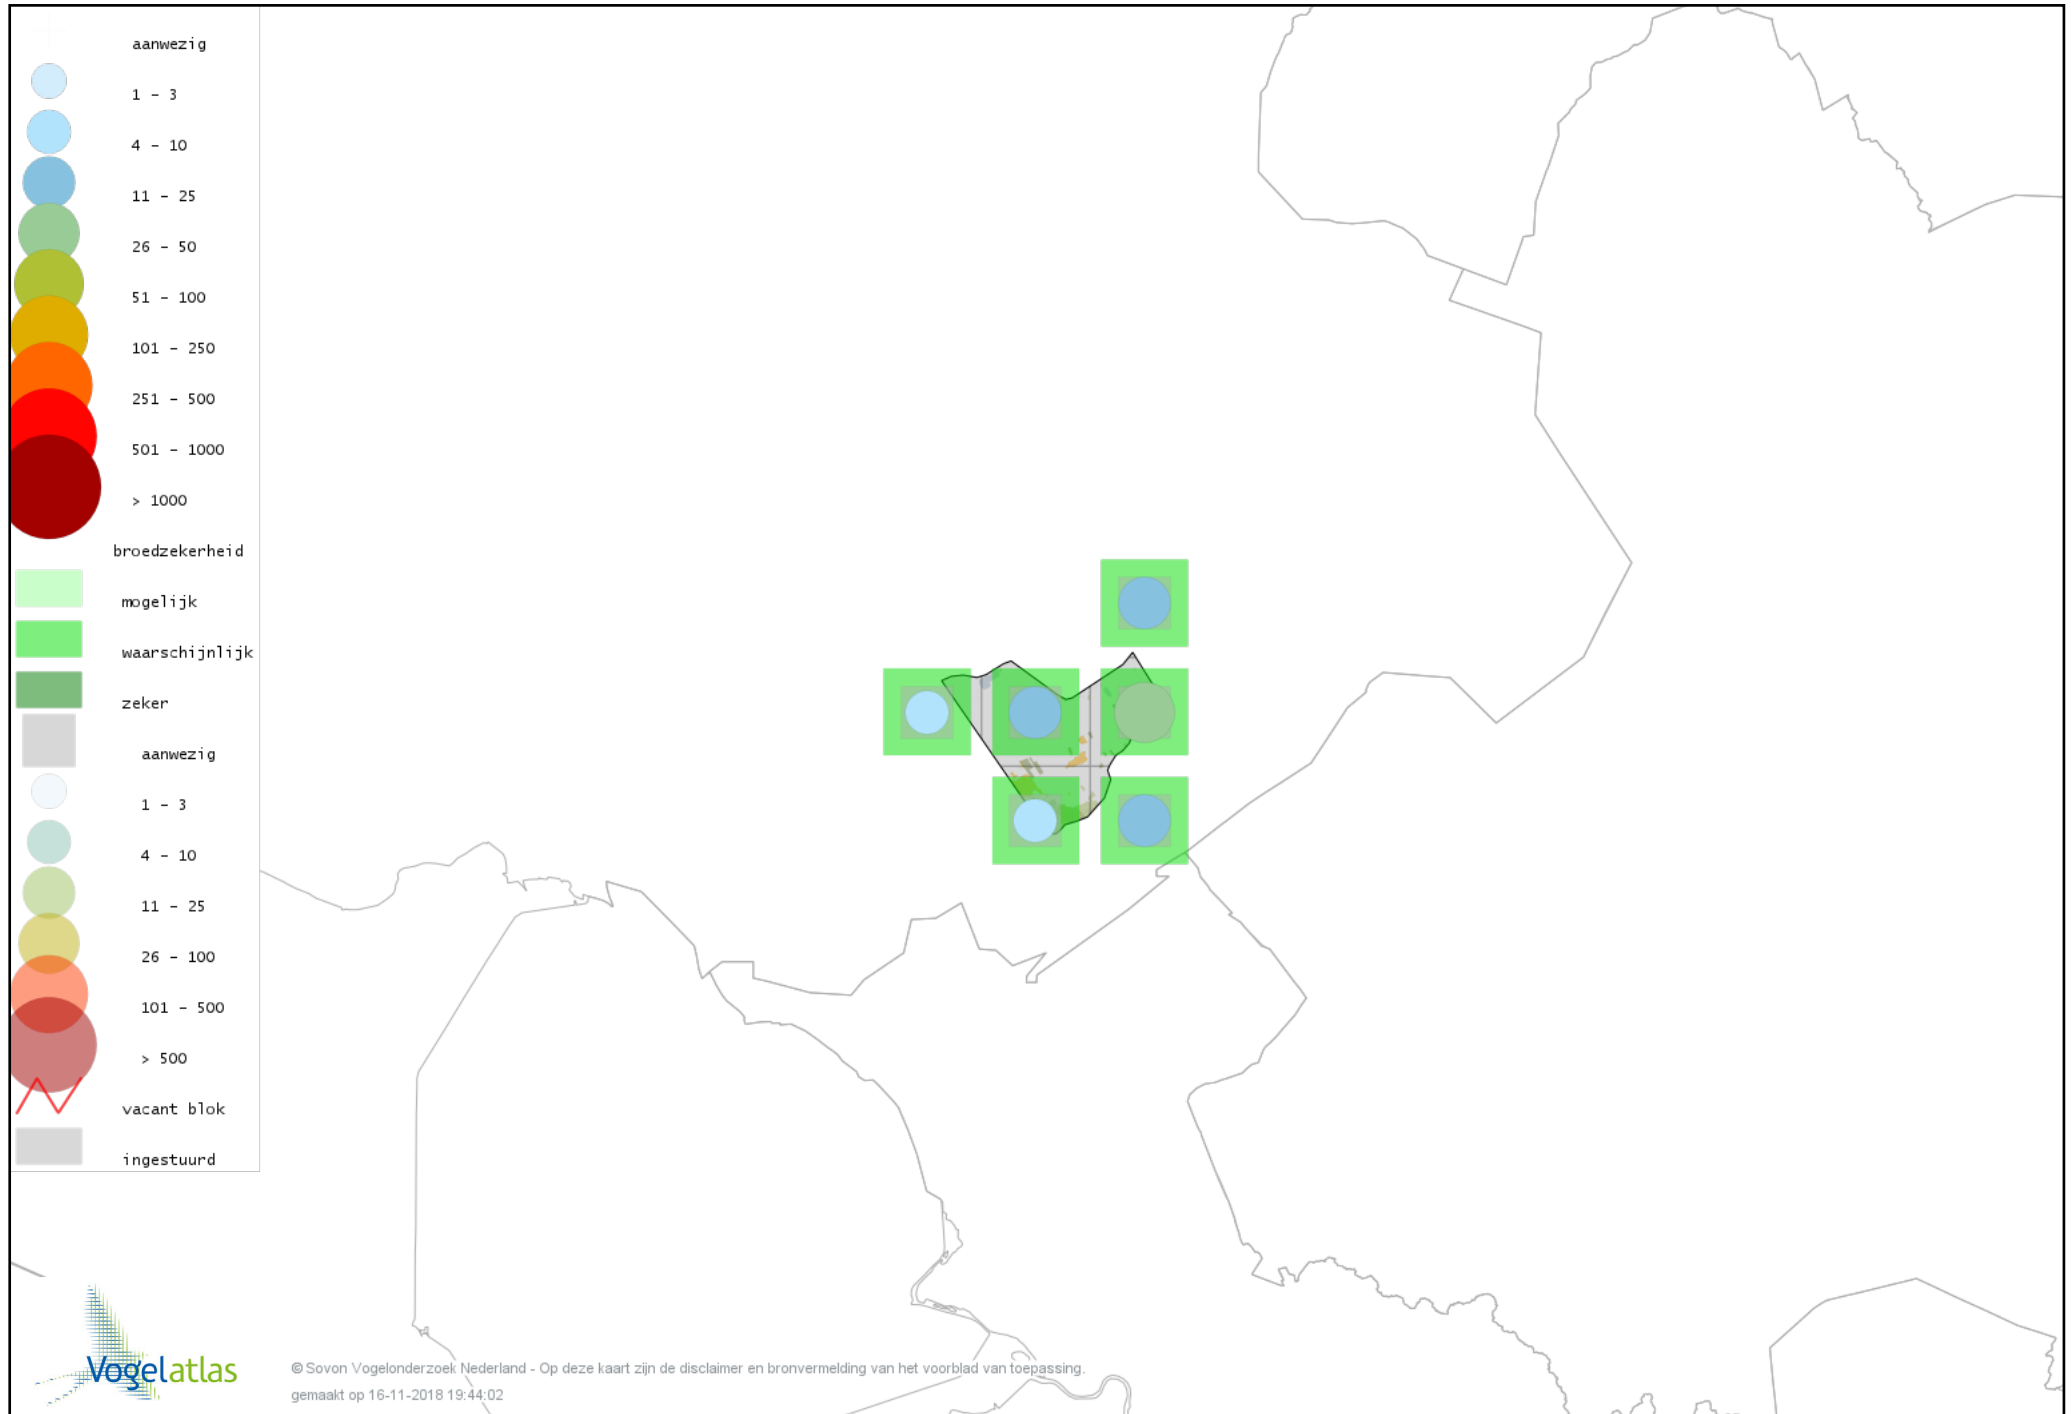 aanwezig
1 - 3
4 - 10
11 - 25
26 - 50
51 - 100
101 - 250
251 - 500
501 - 1000
> 1000
broedzekerheid
mogelijk
waarschijnlijk
zeker
aanwezig
1 - 3
4 - 10
11 - 25
26 - 100
101 - 500
> 500
vacant blok
ingestuurd
Vogelatlas
© Sovon Vogelonderzoek Nederland - Op deze kaart zijn de disclaimer en bronvermelding van het voorblad van toepassing.
gemaakt op 16-11-2018 19:44:02